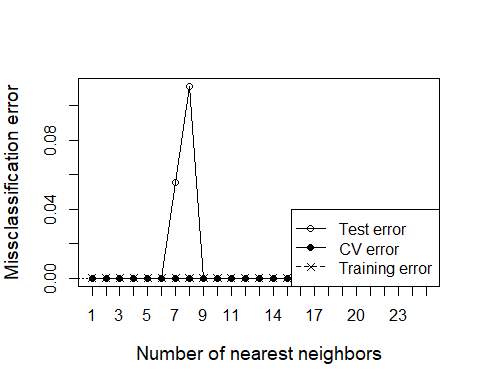 Missclassification error
0.08
0.04
0.00
1 3 5 7 9 11 14 17 20 23
Number of nearest neighbors
Test error
CV error
Training error